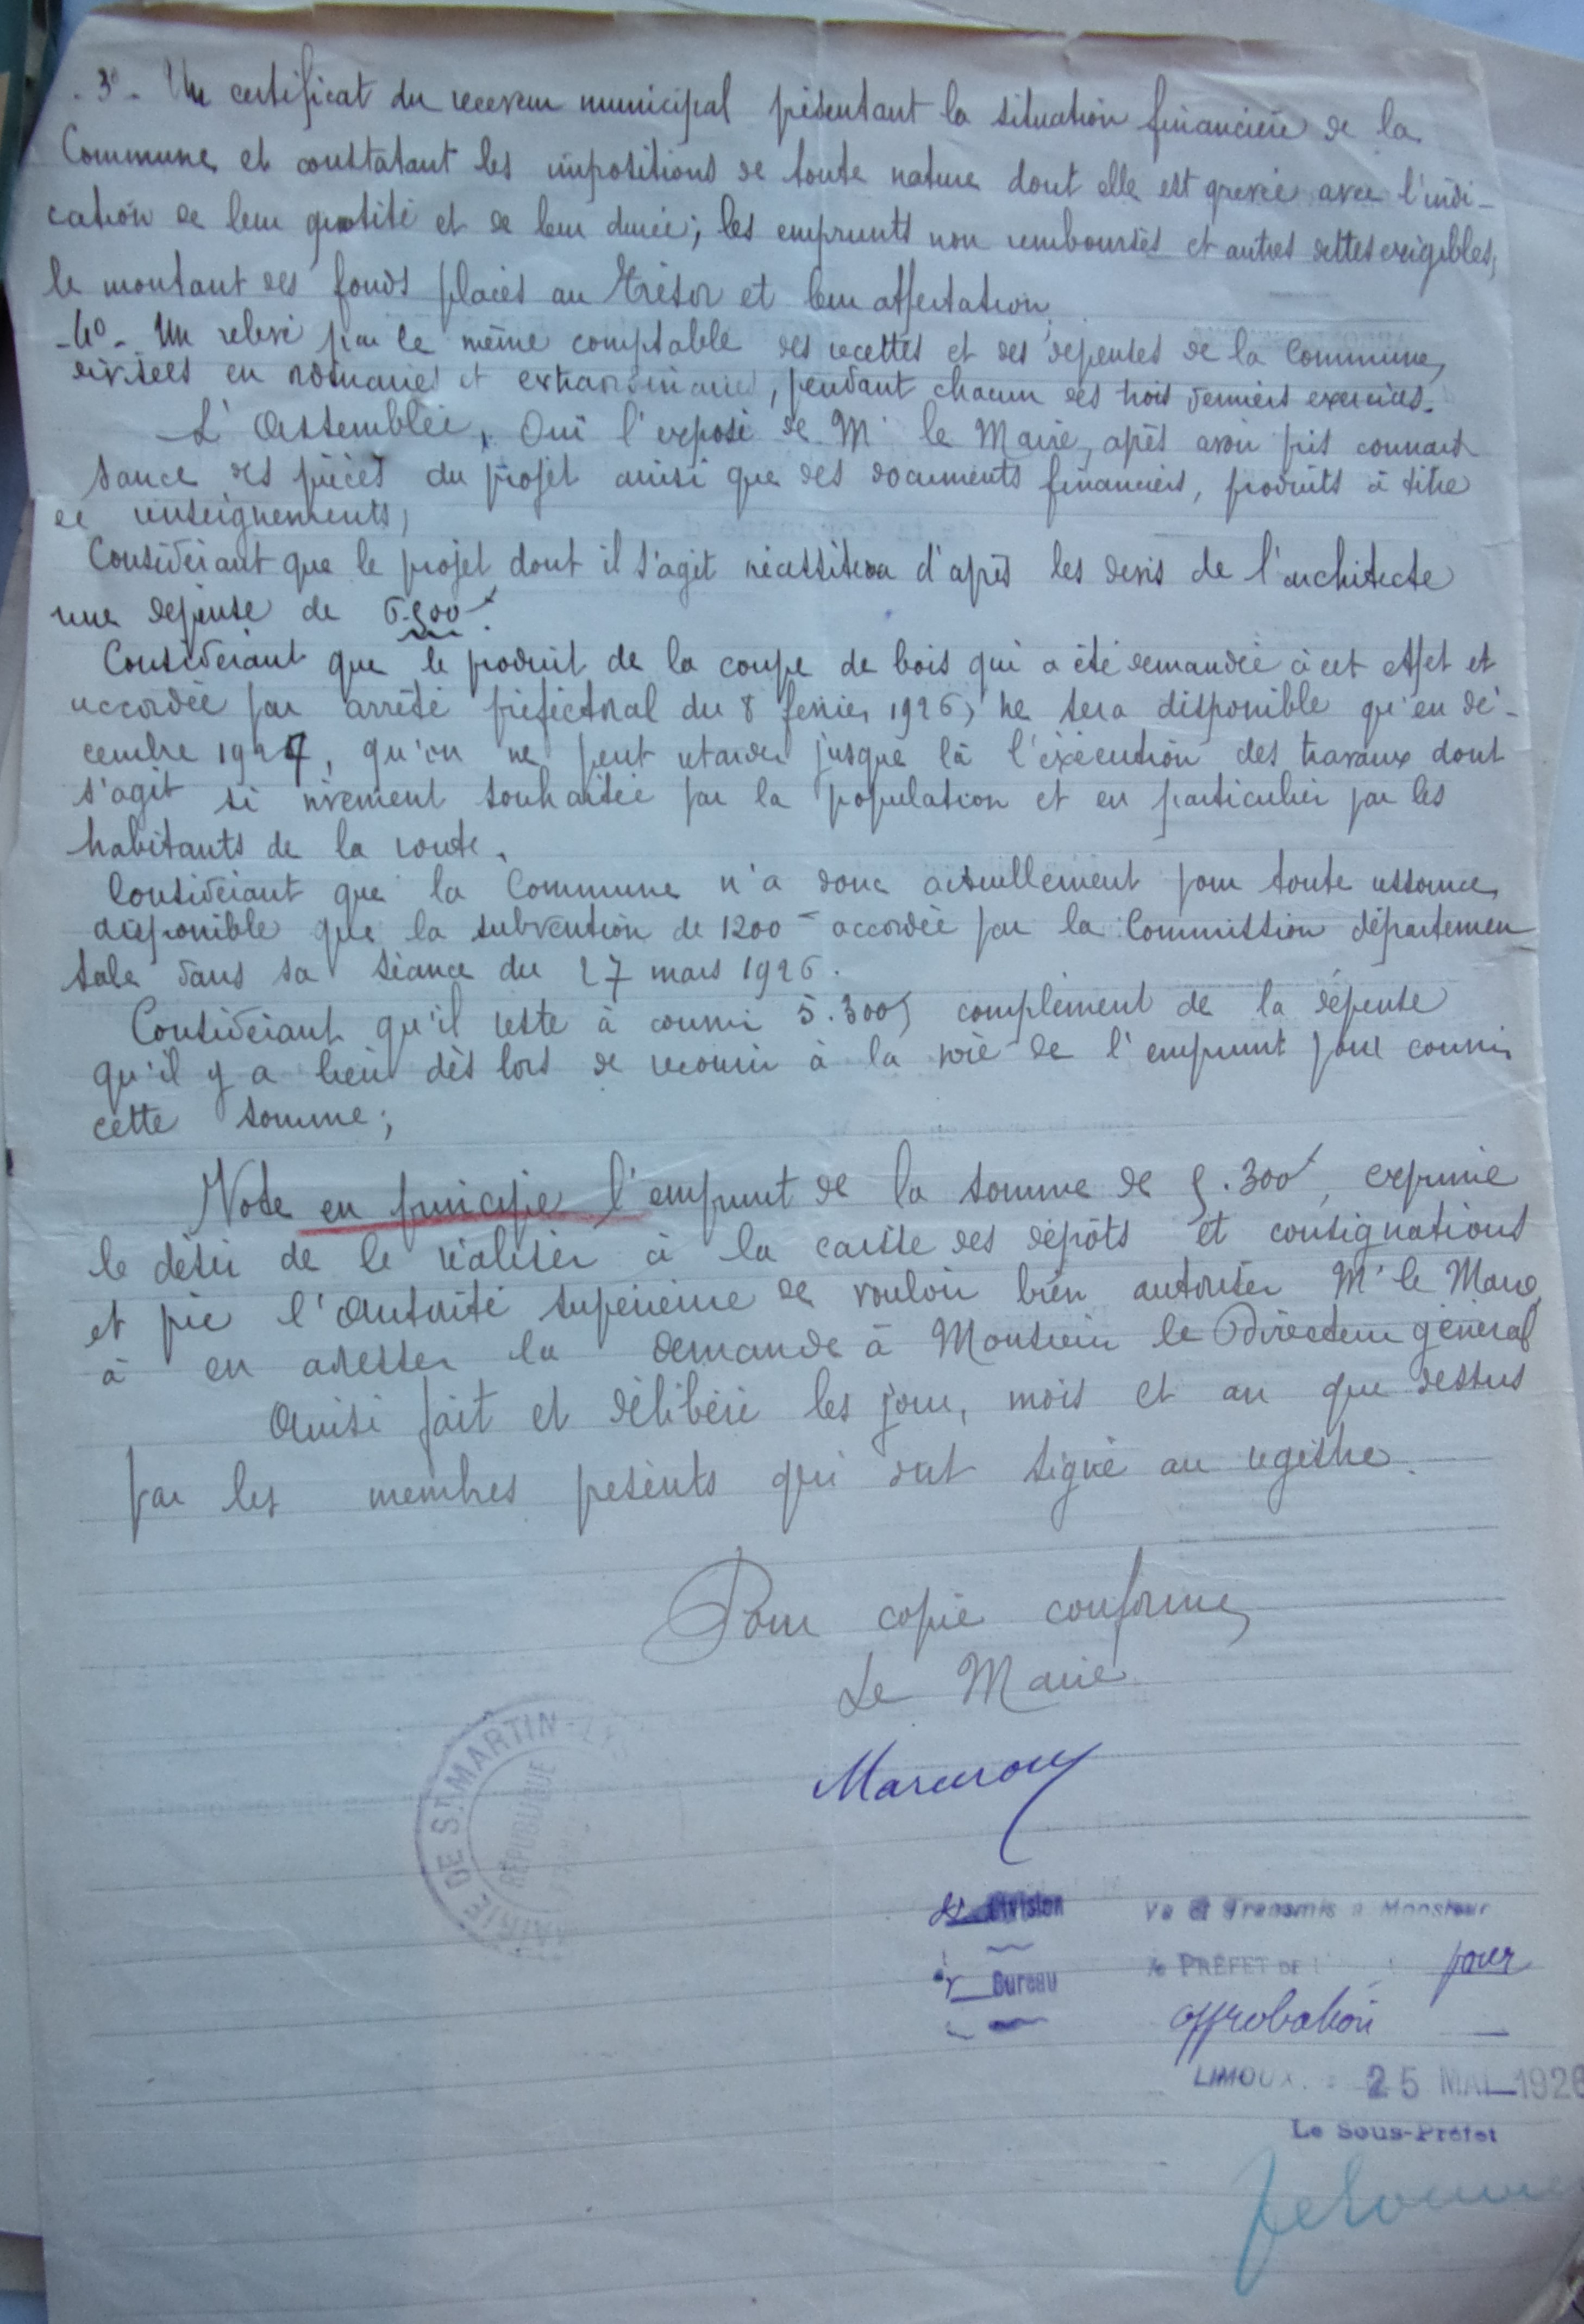 - 3° - Un certificat du receveur municipal présentant la situation financière de la
Commune et constatant les impositions de toute nature dont elle est grevée avec l'indi-
cation de leur quotité et de leur durée; les emprunts non remboursés et autres dettes exigibles,
le montant des fonds placés au trésor et leur affectation.
- 4° - Un relevé par le même comptable des recettes et des dépenses de la Commune,
divisées en ordinaires et extraordinaires, pendant chacun des trois derniers exercices.
L'Assemblée, Ouï l'exposé de Mr le Maire, après avoir pris connais
sance des pièces du projet ainsi que des documents financiers, produits à titre
de renseignements,
Considérant que le projet dont il s'agit nécessitera d'après les devis de l'architecte
une dépense de 6.500f.
Considérant que le produit de la coupe de bois qui a été demandée à cet effet et
accordée par arrêté préfectoral du 8 février 1926, ne sera disponible qu'en dé-
cembre 1927, qu'on ne peut retarder jusque là l'exécution des travaux dont
s'agit si vivement souhaitée par la population et en particulier par les
habitants de la route.
Considérant que la Commune n'a donc actuellement pour toute ressource
disponible que la subvention de 1200f accordée par la Commission départemen
tale dans sa séance du 27 mars 1926.
Considérant qu'il reste à couvrir 5.300f complément de la dépense
qu'il y a lieu dès lors de recourir à la voie de l'emprunt pour couvrir
cette somme;
Vote en principe l'emprunt de la somme de 5.300f, exprime
le désir de le réaliser à la caisse des dépôts et consignations
et prie l'Autorité supérieure de vouloir bien autoriser Mr le Maire
à en adresser la demande à Monsieur le Directeur général
Ainsi fait et délibéré les jour, mois et an que dessus
par les membres présents qui ont signé au registre.
Pour copie conforme,
Le Maire
Marcerou
MAIRIE DE ST MARTIN-LYS
RÉPUBLIQUE
Division
Vu et Transmis à Monsieur
Bureau
le PRÉFET DE pour
approbation
LIMOUX, 25 MAI 1926
Le Sous-Préfet